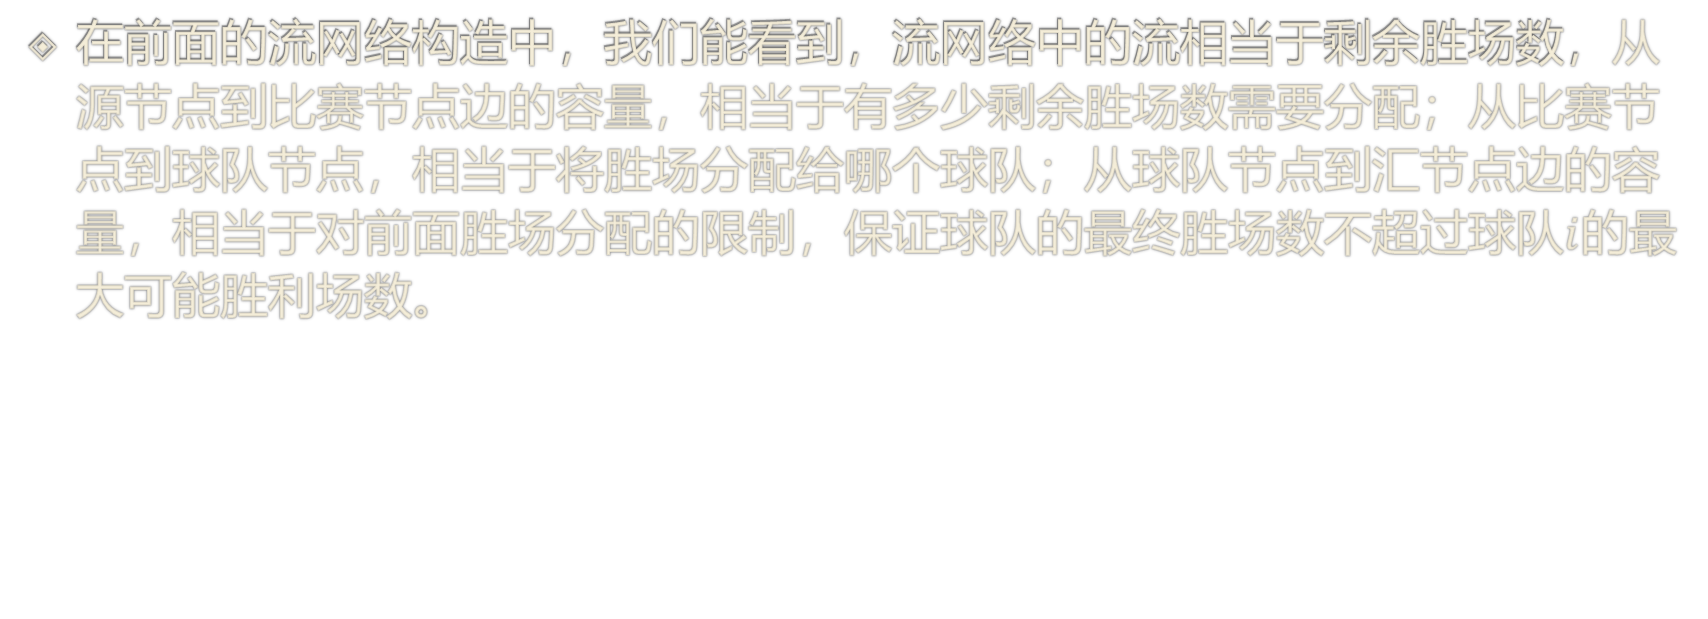 在前面的流网络构造中，我们能看到，流网络中的流相当于剩余胜场数，从
源节点到比赛节点边的容量，相当于有多少剩余胜场数需要分配；从比赛节
点到球队节点，相当于将胜场分配给哪个球队；从球队节点到汇节点边的容
量，相当于对前面胜场分配的限制，保证球队的最终胜场数不超过球队i的最
大可能胜利场数。